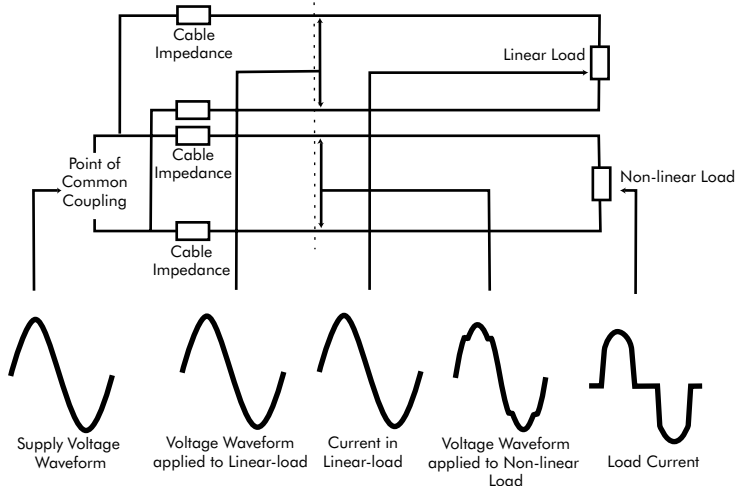 Cable
Impedance
Linear Load
Cable
Impedance
Point of
Common
Coupling
Non-linear Load
Cable
Impedance
Supply Voltage
Waveform
Voltage Waveform
applied to Linear-load
Current in
Linear-load
Voltage Waveform
applied to Non-linear
Load
Load Current